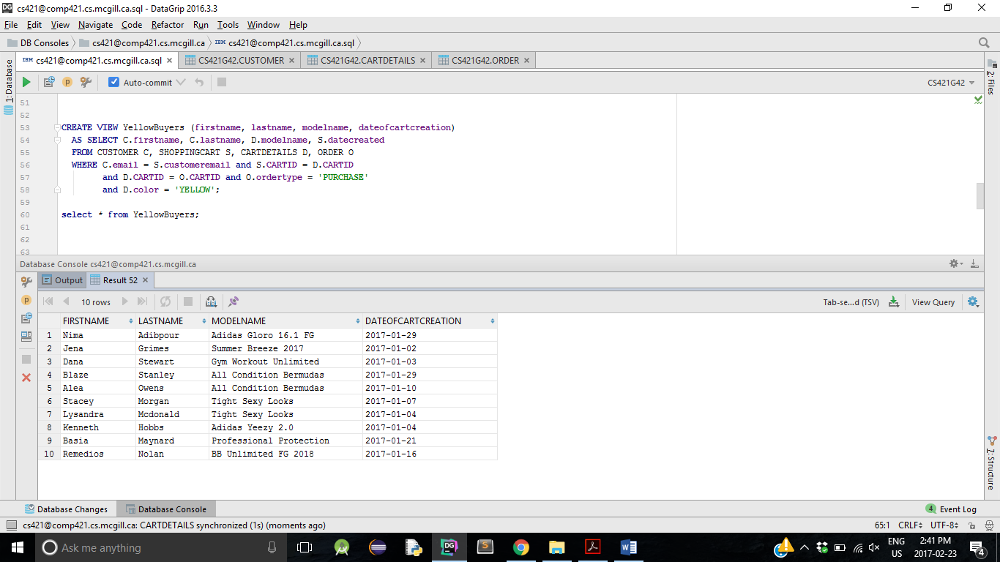 cs421@comp421.cs.mcgill.ca.sql - DataGrip 2016.3.3
File Edit View Navigate Code Refactor Run Tools Window Help
DB Consoles cs421@comp421.cs.mcgill.ca IBM cs421@comp421.cs.mcgill.ca.sql
IBM cs421@comp421.cs.mcgill.ca.sql CS421G42.CUSTOMER CS421G42.CARTDETAILS CS421G42.ORDER
1: Database
2: Files
Auto-commit CS421G42
51
52
53 CREATE VIEW YellowBuyers (firstname, lastname, modelname, dateofcartcreation)
54 AS SELECT C.firstname, C.lastname, D.modelname, S.datecreated
55 FROM CUSTOMER C, SHOPPINGCART S, CARTDETAILS D, ORDER O
56 WHERE C.email = S.customeremail and S.CARTID = D.CARTID
57 and D.CARTID = O.CARTID and O.ordertype = 'PURCHASE'
58 and D.color = 'YELLOW';
59
60 select * from YellowBuyers;
61
62
63
Database Console cs421@comp421.cs.mcgill.ca
Output Result 52
10 rows Tab-se...d (TSV) View Query
FIRSTNAME LASTNAME MODELNAME DATEOFCARTCREATION
1 Nima Adibpour Adidas Gloro 16.1 FG 2017-01-29
2 Jena Grimes Summer Breeze 2017 2017-01-02
3 Dana Stewart Gym Workout Unlimited 2017-01-03
4 Blaze Stanley All Condition Bermudas 2017-01-29
5 Alea Owens All Condition Bermudas 2017-01-10
6 Stacey Morgan Tight Sexy Looks 2017-01-07
7 Lysandra Mcdonald Tight Sexy Looks 2017-01-04
8 Kenneth Hobbs Adidas Yeezy 2.0 2017-01-04
9 Basia Maynard Professional Protection 2017-01-21
10 Remedios Nolan BB Unlimited FG 2018 2017-01-16
7: Structure
Database Changes Database Console 4 Event Log
cs421@comp421.cs.mcgill.ca: CARTDETAILS synchronized (1s) (moments ago) 65:1 CRLF UTF-8
Ask me anything
ENG
US
2:41 PM
2017-02-23
4